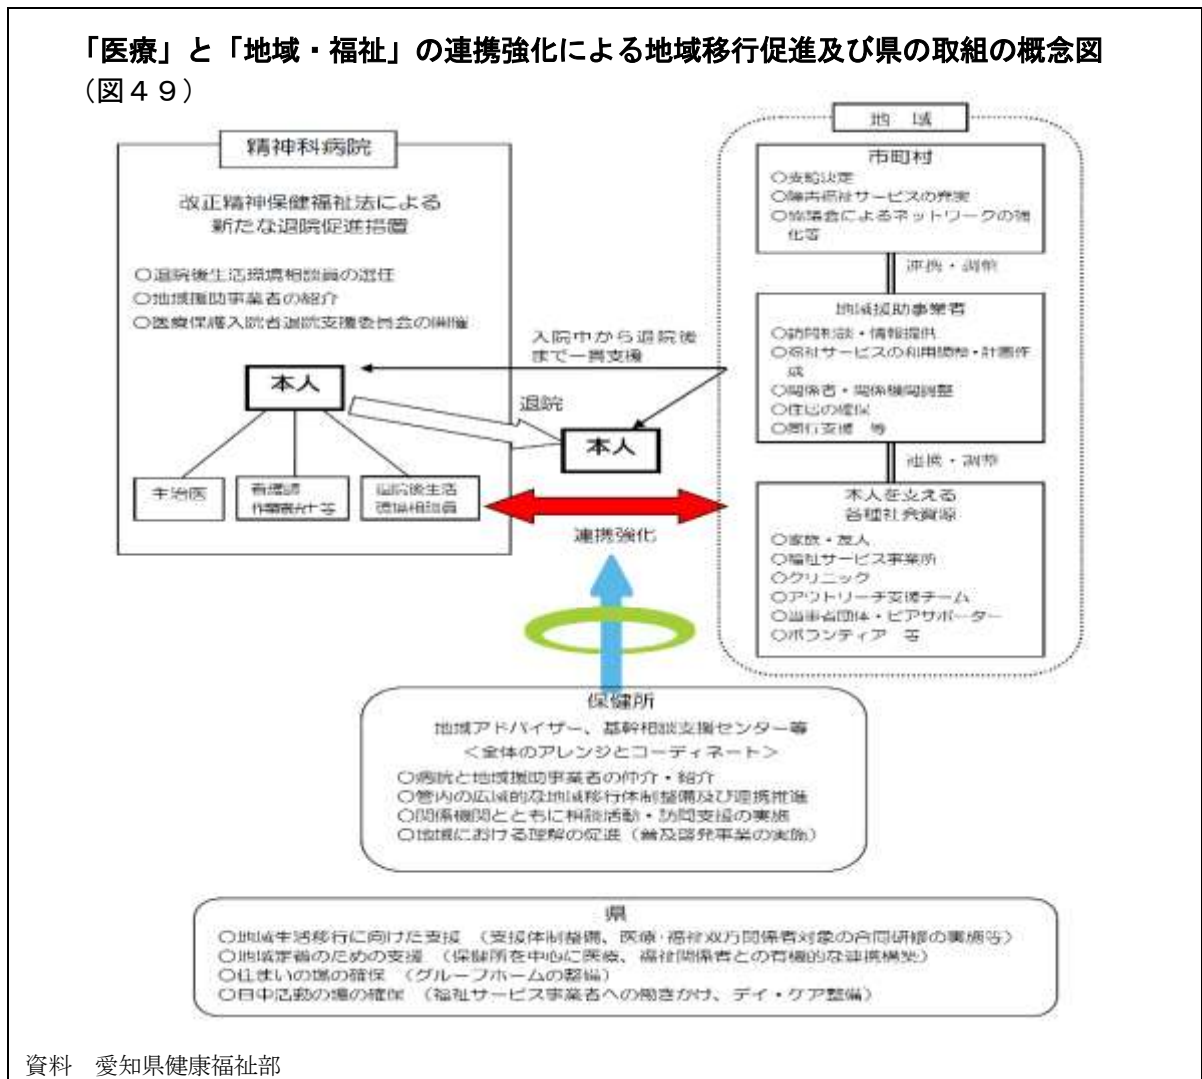 「医療」と「地域・福祉」の連携強化による地域移行促進及び県の取組の概念図
（図４９）
精神科病院
改正精神保健福祉法による
新たな退院促進措置
○退院後生活環境相談員の選任
○地域援助事業者の紹介
○医療保護入院者退院支援委員会の開催
本人
主治医
看護師
作業療法士等
退院後生活
環境相談員
入院中から退院後
まで一貫支援
退院
本人
連携強化
地　域
市町村
○支給決定
○障害福祉サービスの充実
○協議会によるネットワークの強
化等
連携・調整
地域援助事業者
○訪問相談・情報提供
○福祉サービスの利用調整・計画作
成
○関係者・関係機関調整
○住居の確保
○同行支援　等
連携・調整
本人を支える
各種社会資源
○家族・友人
○福祉サービス事業所
○クリニック
○アウトリーチ支援チーム
○当事者団体・ピアサポーター
○ボランティア　等
保健所
地域アドバイザー、基幹相談支援センター等
＜全体のアレンジとコーディネート＞
○病院と地域援助事業者の仲介・紹介
○管内の広域的な地域移行体制整備及び連携推進
○関係機関とともに相談活動・訪問支援の実施
○地域における理解の促進（普及啓発事業の実施）
県
○地域生活移行に向けた支援　（支援体制整備、医療・福祉双方関係者対象の合同研修の実施等）
○地域定着のための支援　（保健所を中心に医療、福祉関係者との有機的な連携構築）
○住まいの場の確保　（グループホームの整備）
○日中活動の場の確保　（福祉サービス事業者への働きかけ、デイ・ケア整備）
資料　愛知県健康福祉部